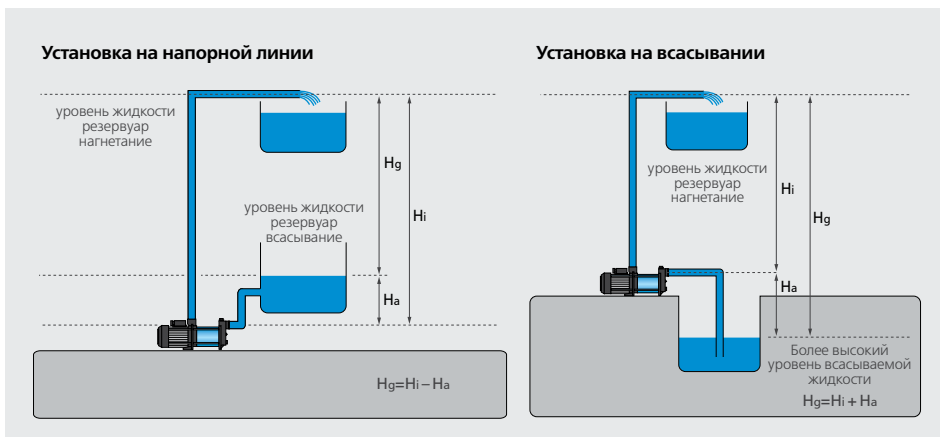 Установка на напорной линии
уровень жидкости
резервуар
нагнетание
Hg
Hi
уровень жидкости
резервуар
всасывание
Ha
Hg=Hi – Ha
Установка на всасывании
уровень жидкости
резервуар
нагнетание
Hi
Hg
Ha
Более высокий
уровень всасываемой
жидкости
Hg=Hi + Ha